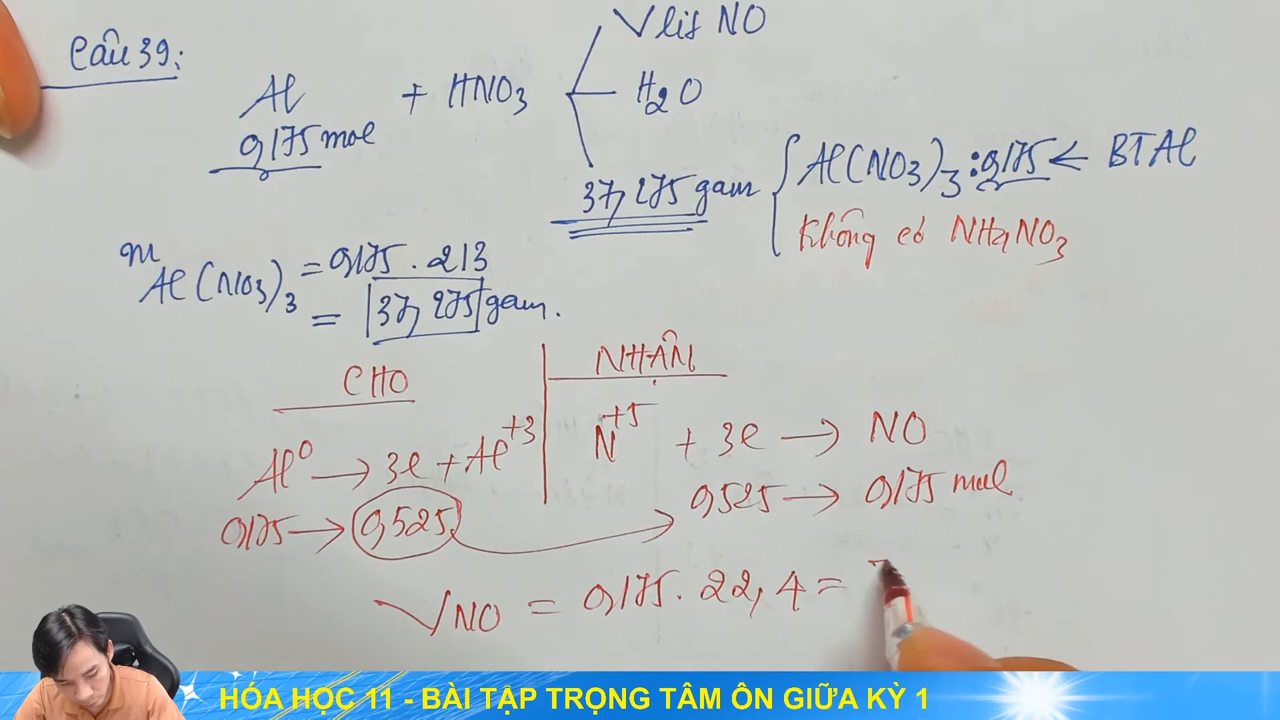 Câu 39:
Al + HNO3
0,175 mol
V lit NO
H2O
37,275 gam
Al(NO3)3 : 0,175 ← BTAl
Không có NH4NO3
m Al(NO3)3 = 0,175 . 213
= 37,275 gam.
CHO
NHẬN
Al⁰ → 3e + Al⁺³
0,175 → 0,525
N⁺⁵ + 3e → NO
0,525 → 0,175 mol
VNO = 0,175 . 22,4 =
HÓA HỌC 11 - BÀI TẬP TRỌNG TÂM ÔN GIỮA KỲ 1